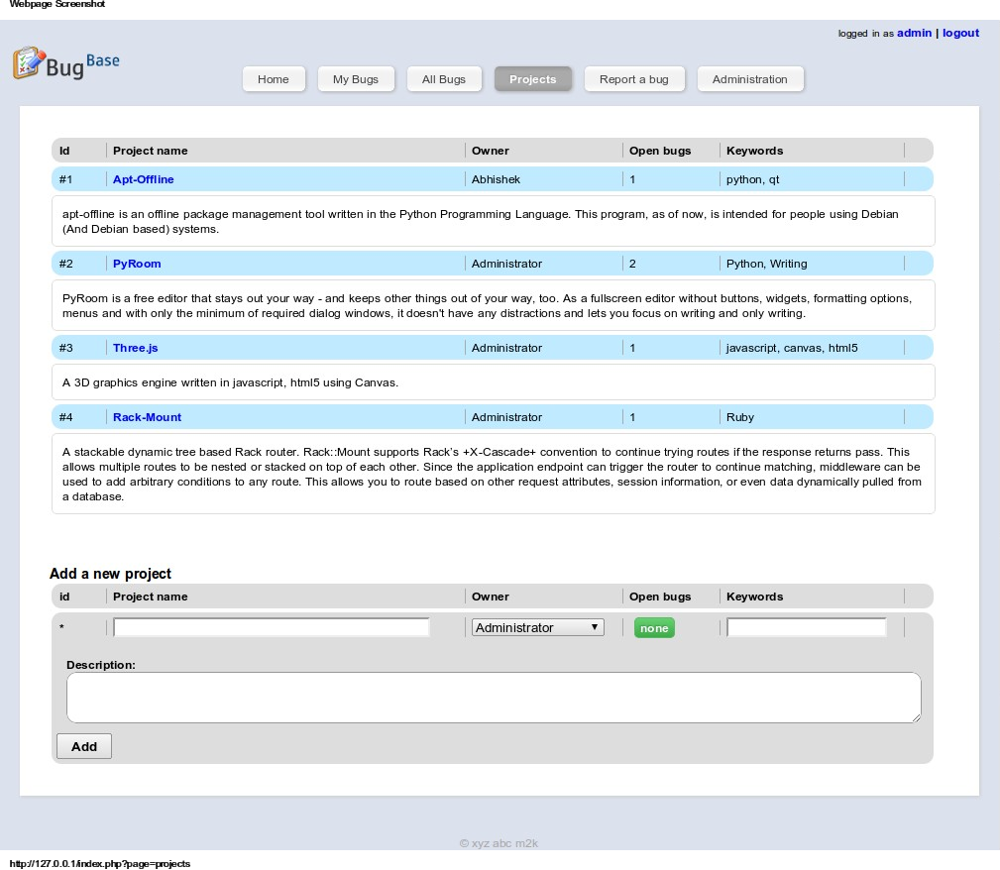 Webpage Screenshot
logged in as admin | logout
Bug Base
Home My Bugs All Bugs Projects Report a bug Administration
Id Project name Owner Open bugs Keywords
#1 Apt-Offline Abhishek 1 python, qt
apt-offline is an offline package management tool written in the Python Programming Language. This program, as of now, is intended for people using Debian
(And Debian based) systems.
#2 PyRoom Administrator 2 Python, Writing
PyRoom is a free editor that stays out your way - and keeps other things out of your way, too. As a fullscreen editor without buttons, widgets, formatting options,
menus and with only the minimum of required dialog windows, it doesn't have any distractions and lets you focus on writing and only writing.
#3 Three.js Administrator 1 javascript, canvas, html5
A 3D graphics engine written in javascript, html5 using Canvas.
#4 Rack-Mount Administrator 1 Ruby
A stackable dynamic tree based Rack router. Rack::Mount supports Rack's +X-Cascade+ convention to continue trying routes if the response returns pass. This
allows multiple routes to be nested or stacked on top of each other. Since the application endpoint can trigger the router to continue matching, middleware can be
used to add arbitrary conditions to any route. This allows you to route based on other request attributes, session information, or even data dynamically pulled from
a database.
Add a new project
id Project name Owner Open bugs Keywords
* Administrator none
Description:
Add
© xyz abc m2k
http://127.0.0.1/index.php?page=projects